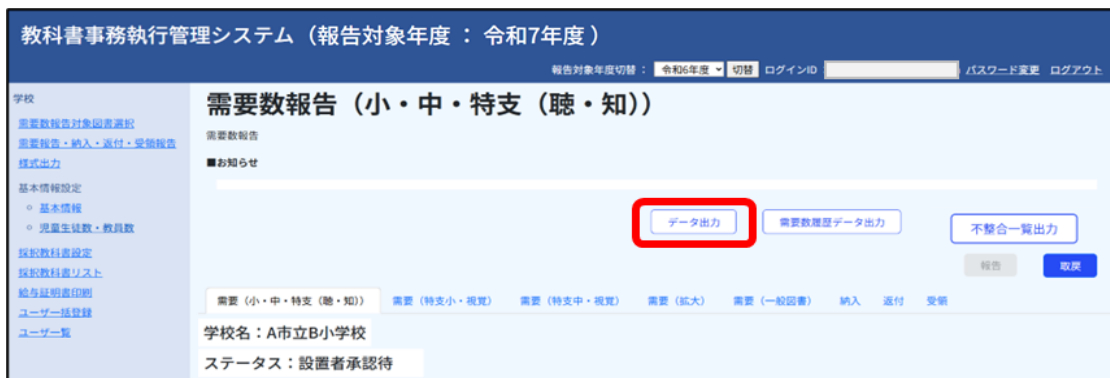 教科書事務執行管理システム（報告対象年度 ： 令和7年度 ）
報告対象年度切替 ： 令和6年度 切替 ログインID パスワード変更 ログアウト
学校
需要数報告対象図書選択
需要報告・納入・返付・受領報告
様式出力
基本情報設定
基本情報
児童生徒数・教員数
採択教科書設定
採択教科書リスト
給与証明書印刷
ユーザー括登録
ユーザ一覧
需要数報告（小・中・特支（聴・知））
需要数報告
■お知らせ
データ出力 需要数履歴データ出力 不整合一覧出力
報告 取戻
需要（小・中・特支（聴・知）） 需要（特支小・視覚） 需要（特支中・視覚） 需要（拡大） 需要（一般図書） 納入 返付 受領
学校名：A市立B小学校
ステータス：設置者承認待